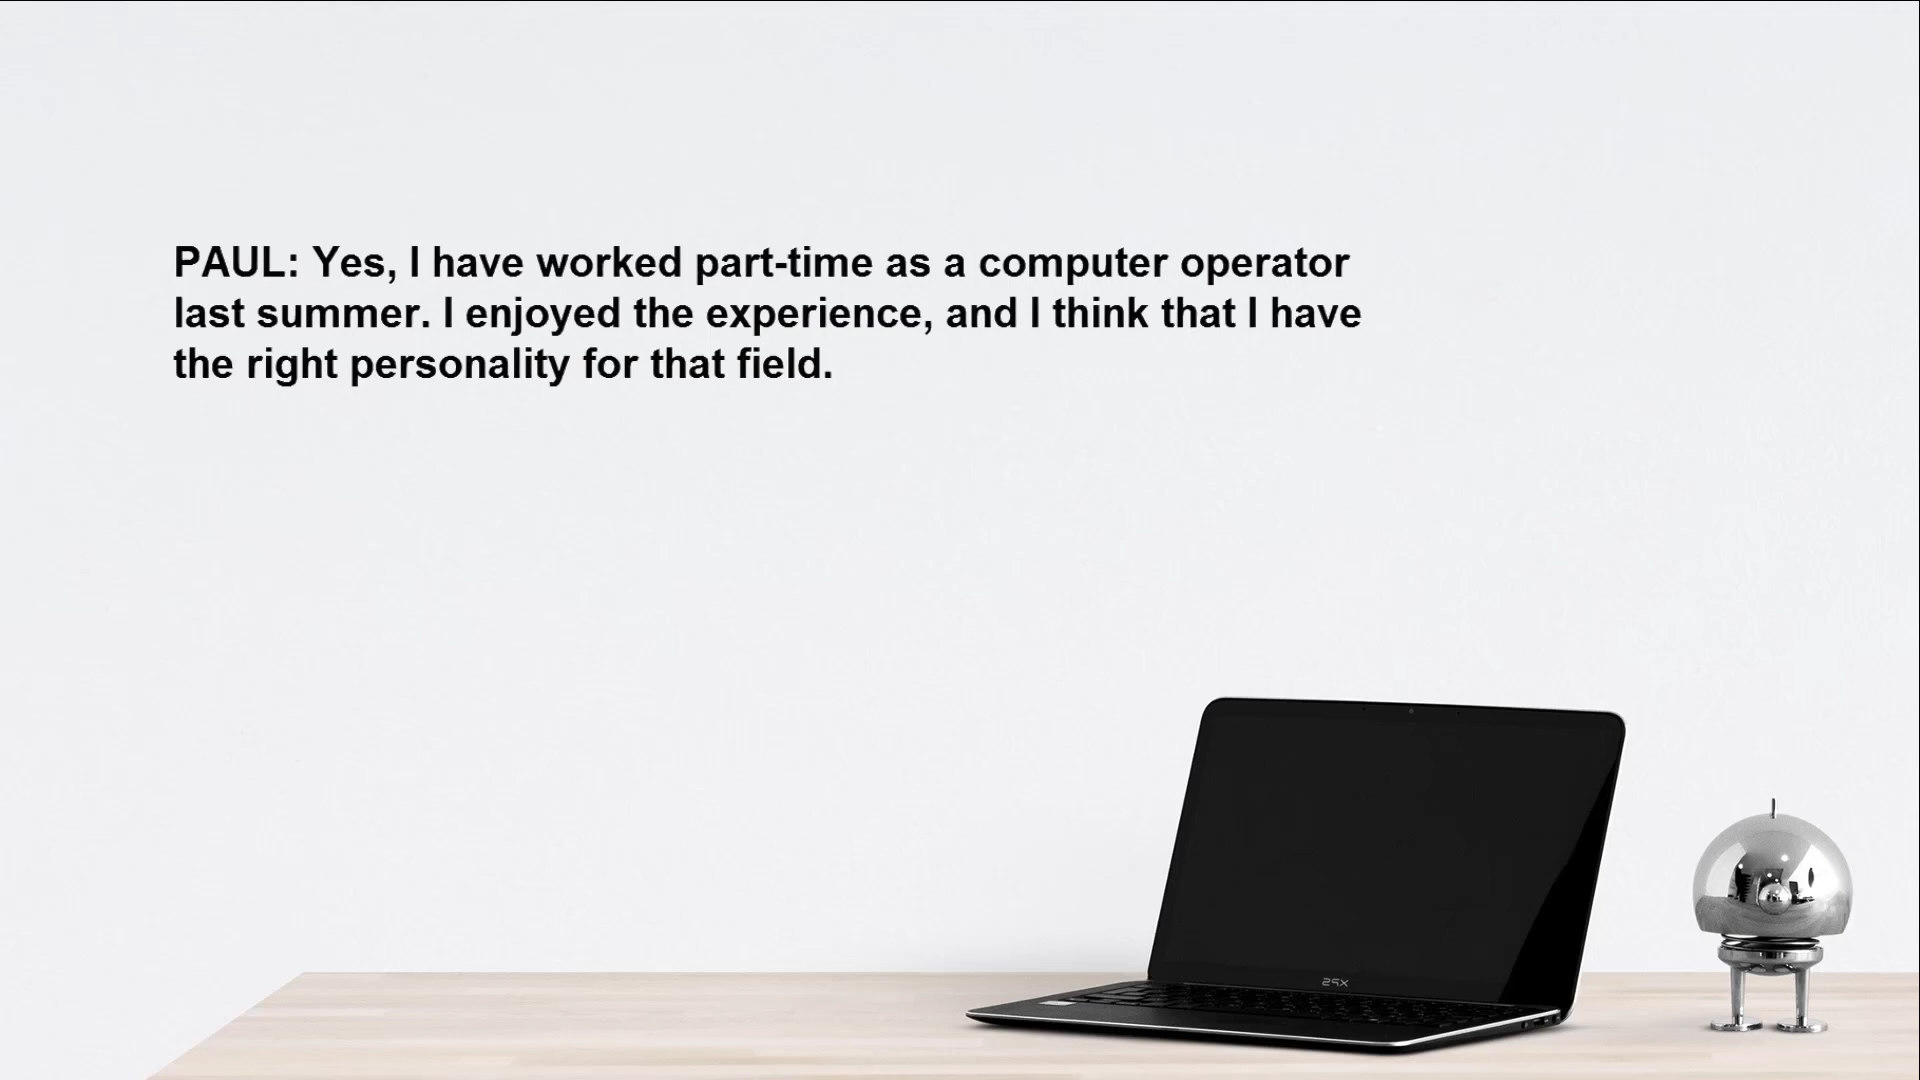 PAUL: Yes, I have worked part-time as a computer operator
last summer. I enjoyed the experience, and I think that I have
the right personality for that field.
XPS